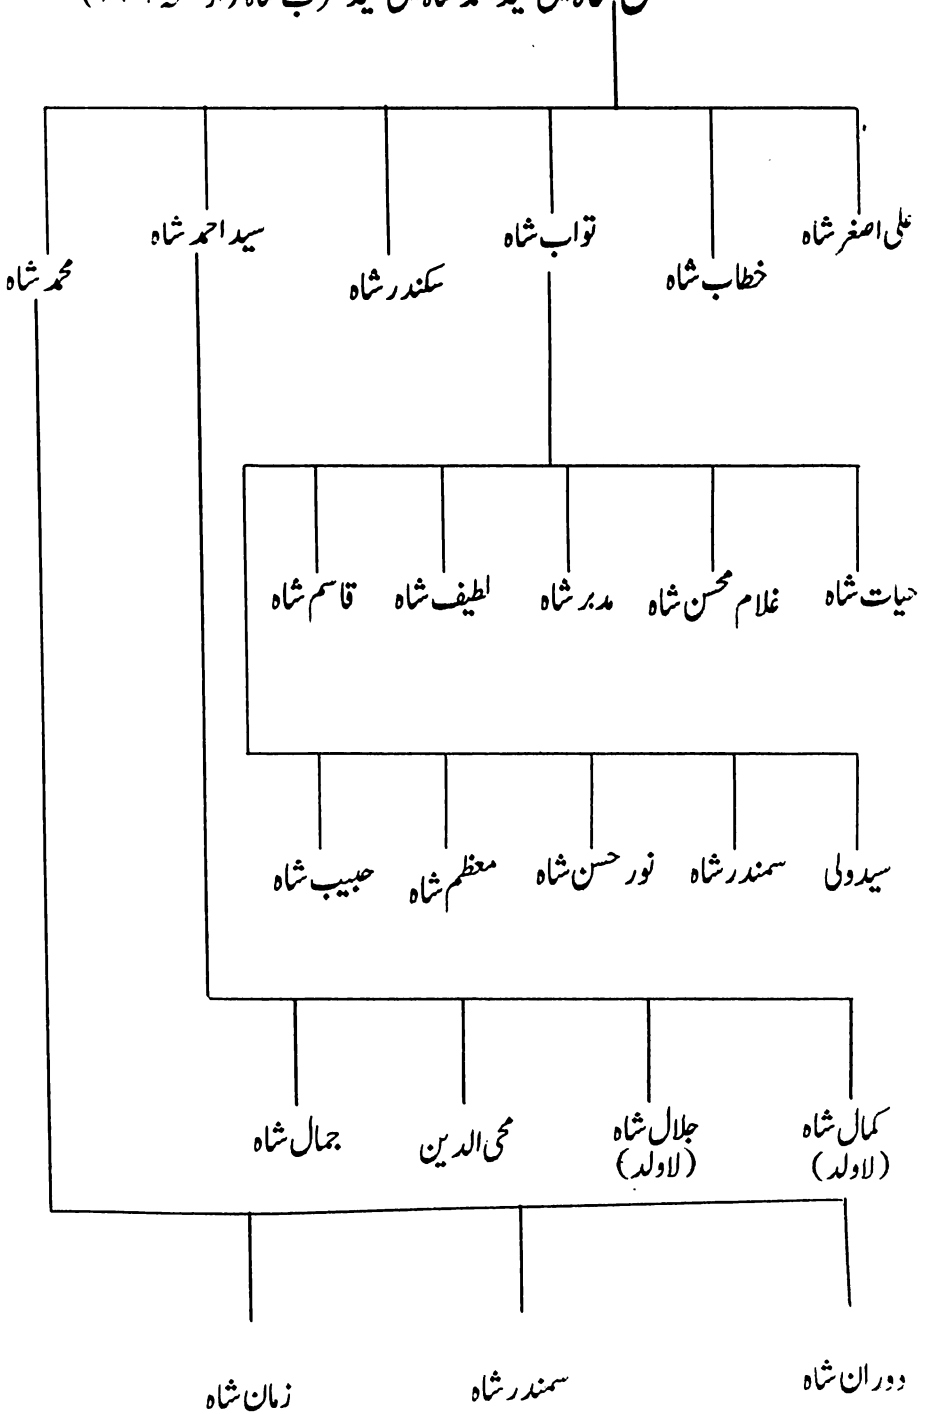 علی اصغر شاہ
خطاب شاہ
تواب شاہ
سکندر شاہ
سید احمد شاہ
محمد شاہ
حیات شاہ
غلام محسن شاہ
مدبر شاہ
لطیف شاہ
قاسم شاہ
سید ولی
سمندر شاہ
نور حسن شاہ
معظم شاہ
حبیب شاہ
کمال شاہ
(لاولد)
جلال شاہ
(لاولد)
محی الدین
جمال شاہ
دوران شاہ
سمندر شاہ
زمان شاہ